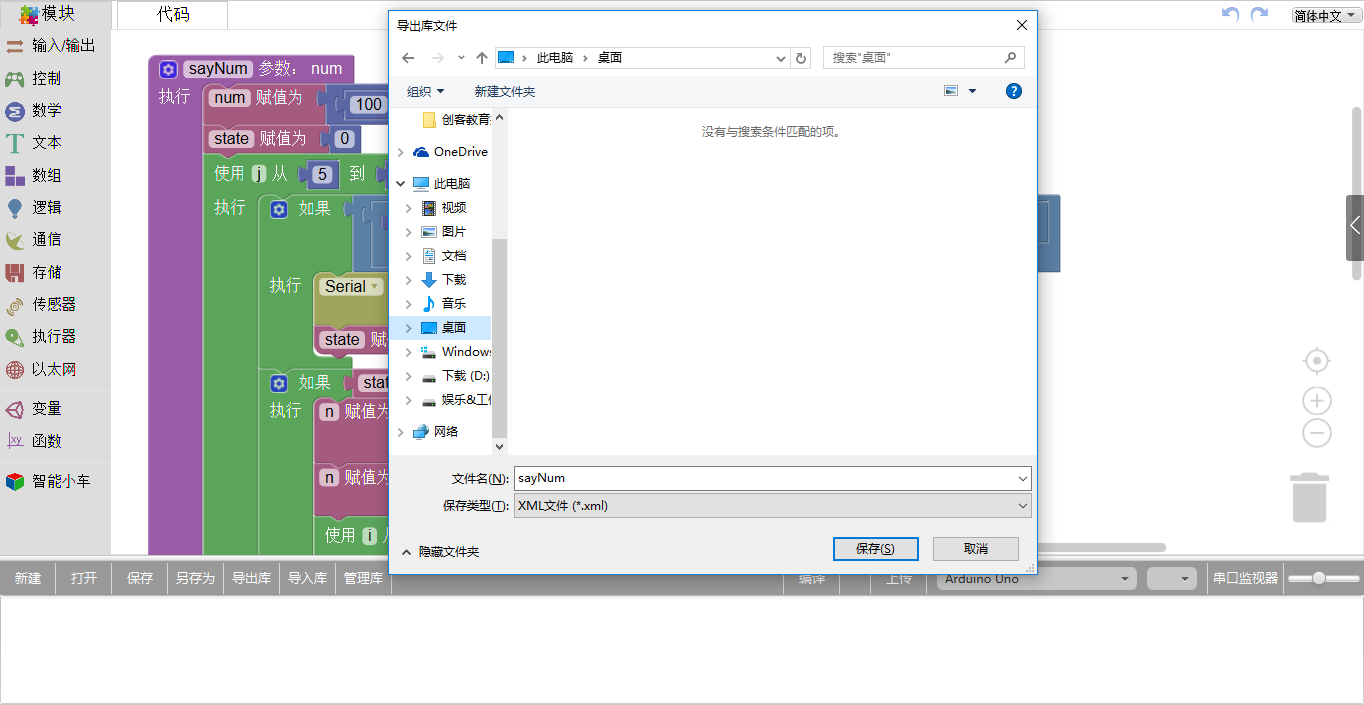 模块
代码
简体中文
输入/输出
控制
数学
文本
数组
逻辑
通信
存储
传感器
执行器
以太网
变量
xy 函数
智能小车
sayNum 参数： num
执行 num 赋值为 100
state 赋值为 0
使用 j 从 5 到
执行 如果
执行 Serial
state
如果
执行 n 赋值为
n 赋值为
使用 i
导出库文件
此电脑 桌面
搜索"桌面"
组织 新建文件夹
创客教育
OneDrive
此电脑
视频
图片
文档
下载
音乐
桌面
Windows
下载 (D:)
娱乐&工
网络
没有与搜索条件匹配的项。
文件名(N): sayNum
保存类型(T): XML文件 (*.xml)
隐藏文件夹
保存(S) 取消
新建 打开 保存 另存为 导出库 导入库 管理库 编译 上传 Arduino Uno 串口监视器